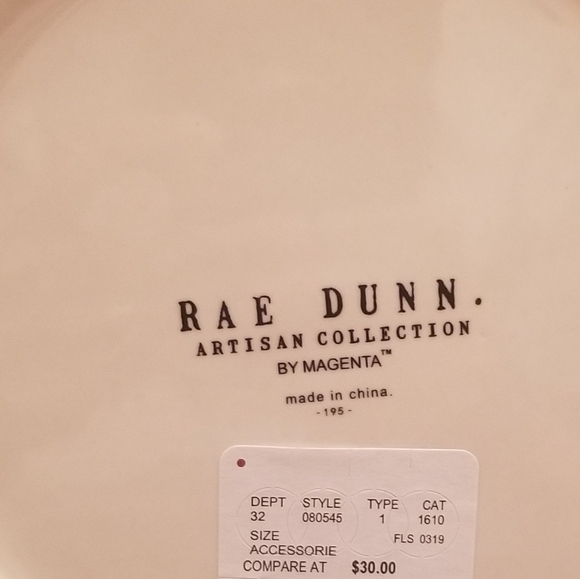 RAE DUNN.
ARTISAN COLLECTION
BY MAGENTA™
made in china.
- 195 -
DEPT STYLE TYPE CAT
32 080545 1 1610
SIZE FLS 0319
ACCESSORIE
COMPARE AT $30.00